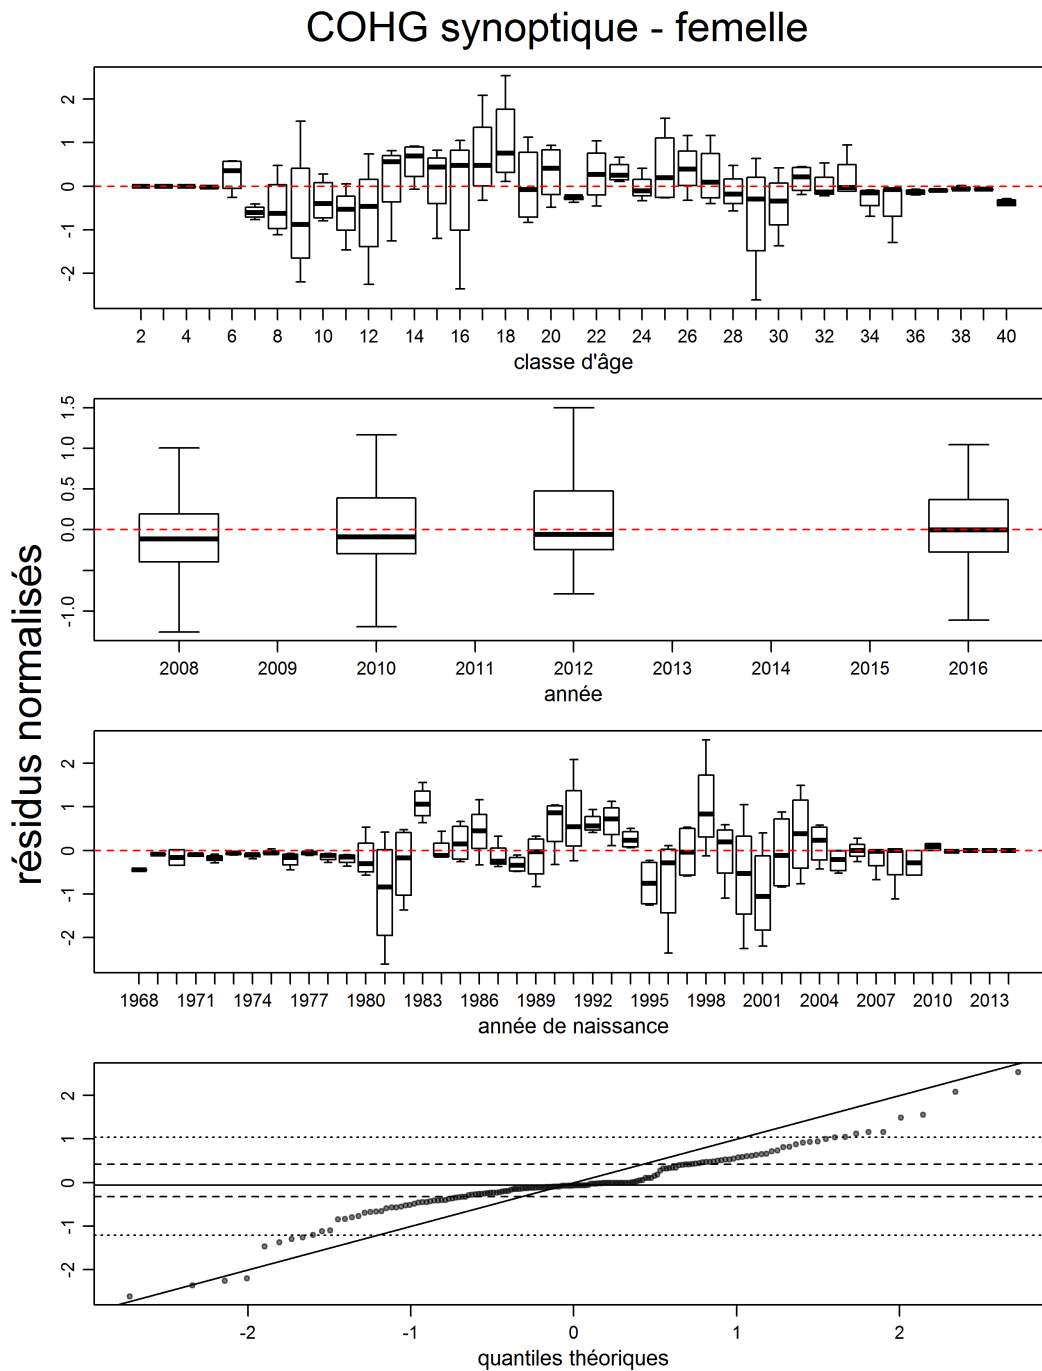 COHG synoptique - femelle
résidus normalisés
2
1
0
-1
-2
2 4 6 8 10 12 14 16 18 20 22 24 26 28 30 32 34 36 38 40
classe d'âge
1.5
1.0
0.5
0.0
-1.0
2008 2009 2010 2011 2012 2013 2014 2015 2016
année
2
1
0
-1
-2
1968 1971 1974 1977 1980 1983 1986 1989 1992 1995 1998 2001 2004 2007 2010 2013
année de naissance
2
1
0
-1
-2
-2 -1 0 1 2
quantiles théoriques